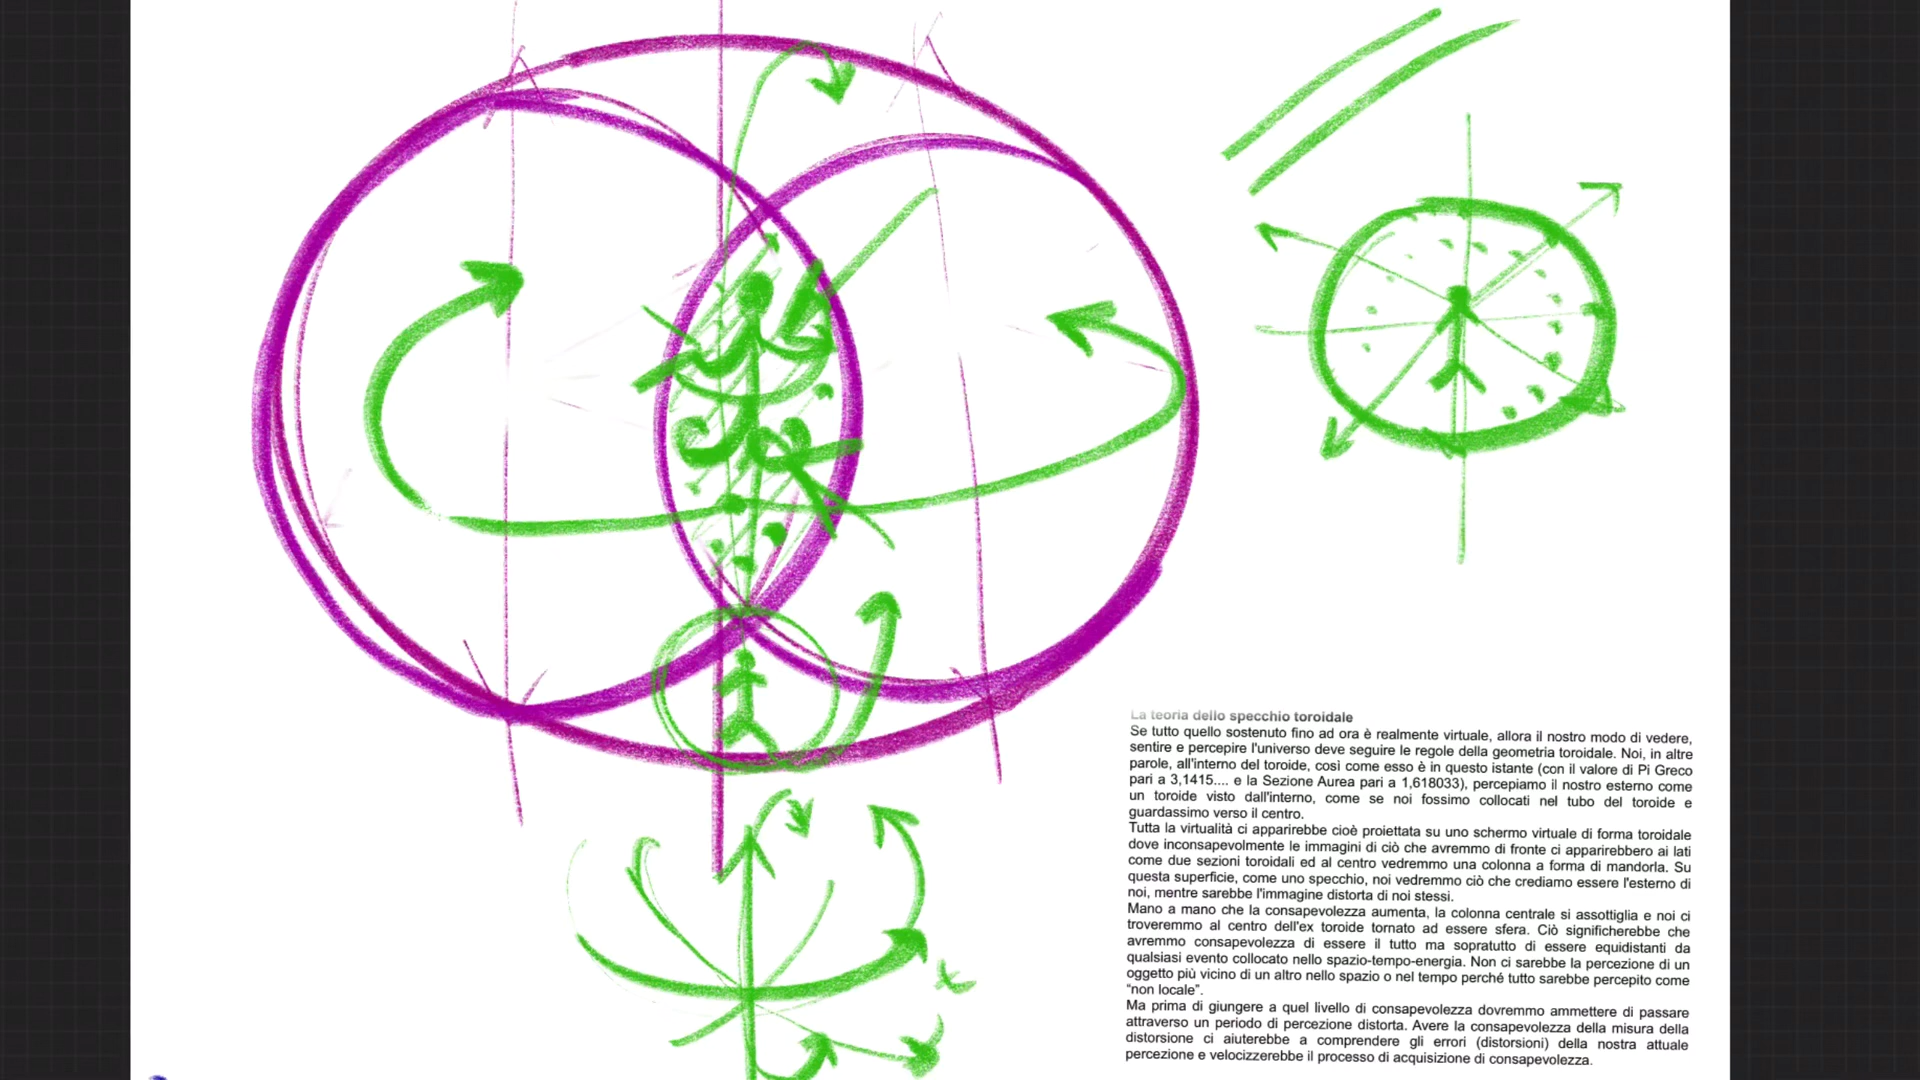 La teoria dello specchio toroidale
Se tutto quello sostenuto fino ad ora è realmente virtuale, allora il nostro modo di vedere,
sentire e percepire l'universo deve seguire le regole della geometria toroidale. Noi, in altre
parole, all'interno del toroide, così come esso è in questo istante (con il valore di Pi Greco
pari a 3,1415.... e la Sezione Aurea pari a 1,618033), percepiamo il nostro esterno come
un toroide visto dall'interno, come se noi fossimo collocati nel tubo del toroide e
guardassimo verso il centro.
Tutta la virtualità ci apparirebbe cioè proiettata su uno schermo virtuale di forma toroidale
dove inconsapevolmente le immagini di ciò che avremmo di fronte ci apparirebbero ai lati
come due sezioni toroidali ed al centro vedremmo una colonna a forma di mandorla. Su
questa superficie, come uno specchio, noi vedremmo ciò che crediamo essere l'esterno di
noi, mentre sarebbe l'immagine distorta di noi stessi.
Mano a mano che la consapevolezza aumenta, la colonna centrale si assottiglia e noi ci
troveremmo al centro dell'ex toroide tornato ad essere sfera. Ciò significherebbe che
avremmo consapevolezza di essere il tutto ma sopratutto di essere equidistanti da
qualsiasi evento collocato nello spazio-tempo-energia. Non ci sarebbe la percezione di un
oggetto più vicino di un altro nello spazio o nel tempo perché tutto sarebbe percepito come
“non locale”.
Ma prima di giungere a quel livello di consapevolezza dovremmo ammettere di passare
attraverso un periodo di percezione distorta. Avere la consapevolezza della misura della
distorsione ci aiuterebbe a comprendere gli errori (distorsioni) della nostra attuale
percezione e velocizzerebbe il processo di acquisizione di consapevolezza.